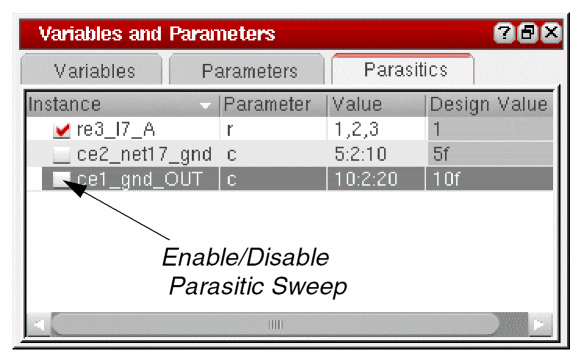 Variables and Parameters
Variables Parameters Parasitics
Instance Parameter Value Design Value
re3_I7_A r 1,2,3 1
ce2_net17_gnd c 5:2:10 5f
ce1_gnd_OUT c 10:2:20 10f
Enable/Disable
Parasitic Sweep